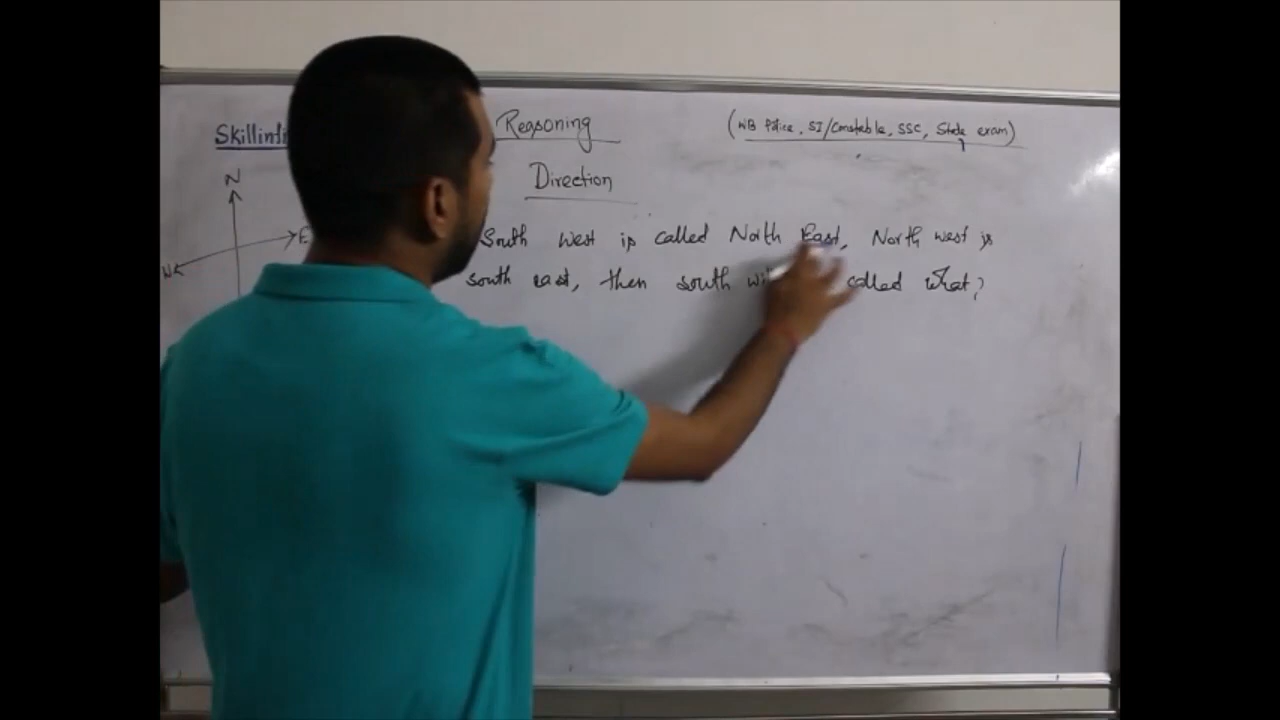 Reasoning
(WB Police, SI/Constable, SSC, State exam)
Direction
N
E
W
South West is called North East, North west is
south east, then south called what?